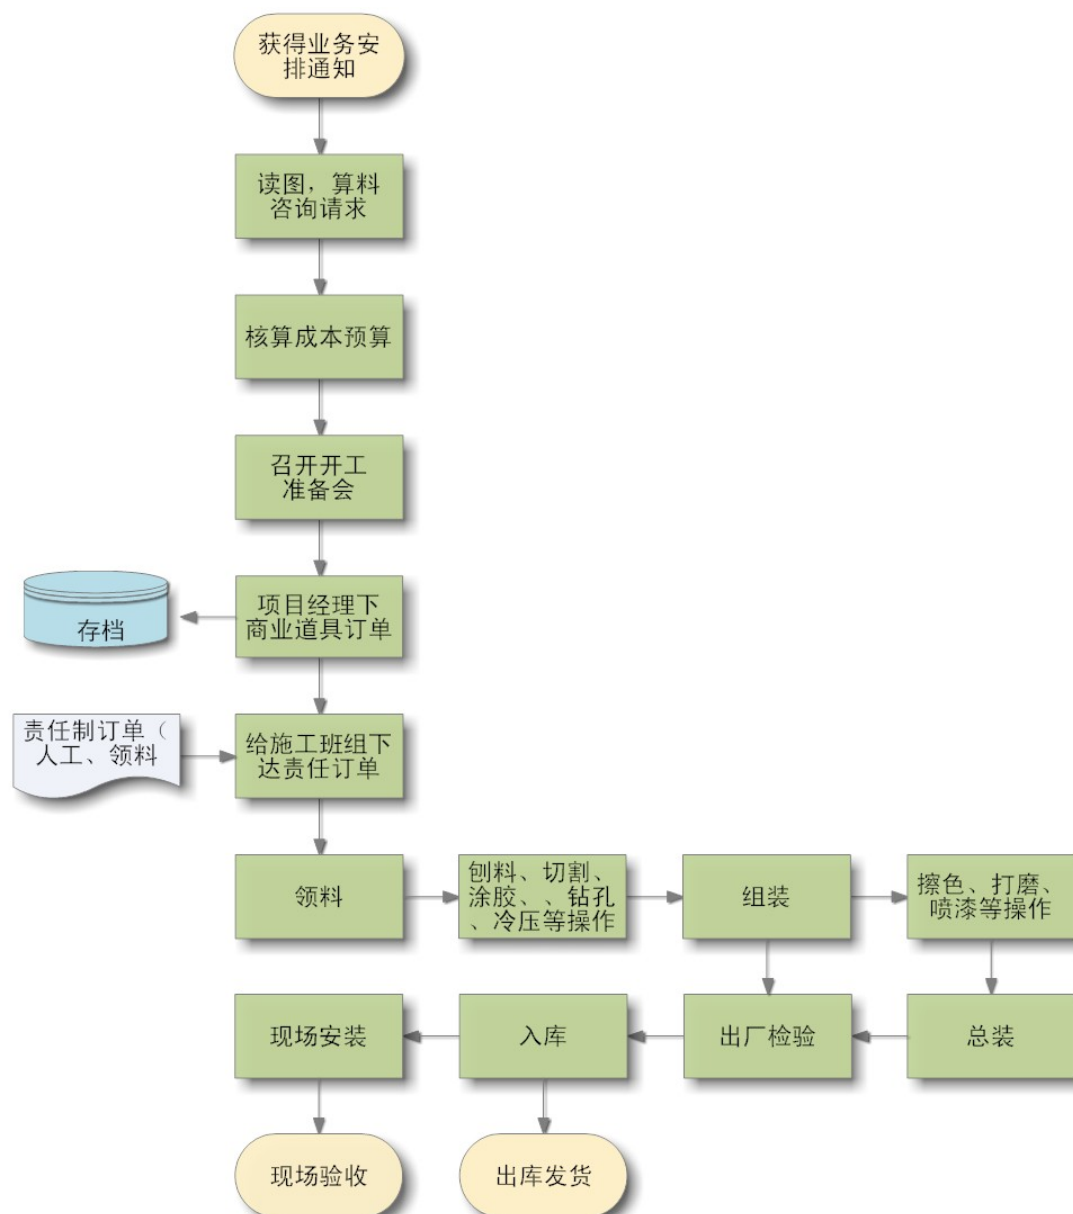 获得业务安
排通知
读图，算料
咨询请求
核算成本预算
召开开工
准备会
项目经理下
商业道具订单
存档
责任制订单（
人工、领料
给施工班组下
达责任订单
领料
刨料、切割、
涂胶、、钻孔
、冷压等操作
组装
擦色、打磨、
喷漆等操作
现场安装
入库
出厂检验
总装
现场验收
出库发货